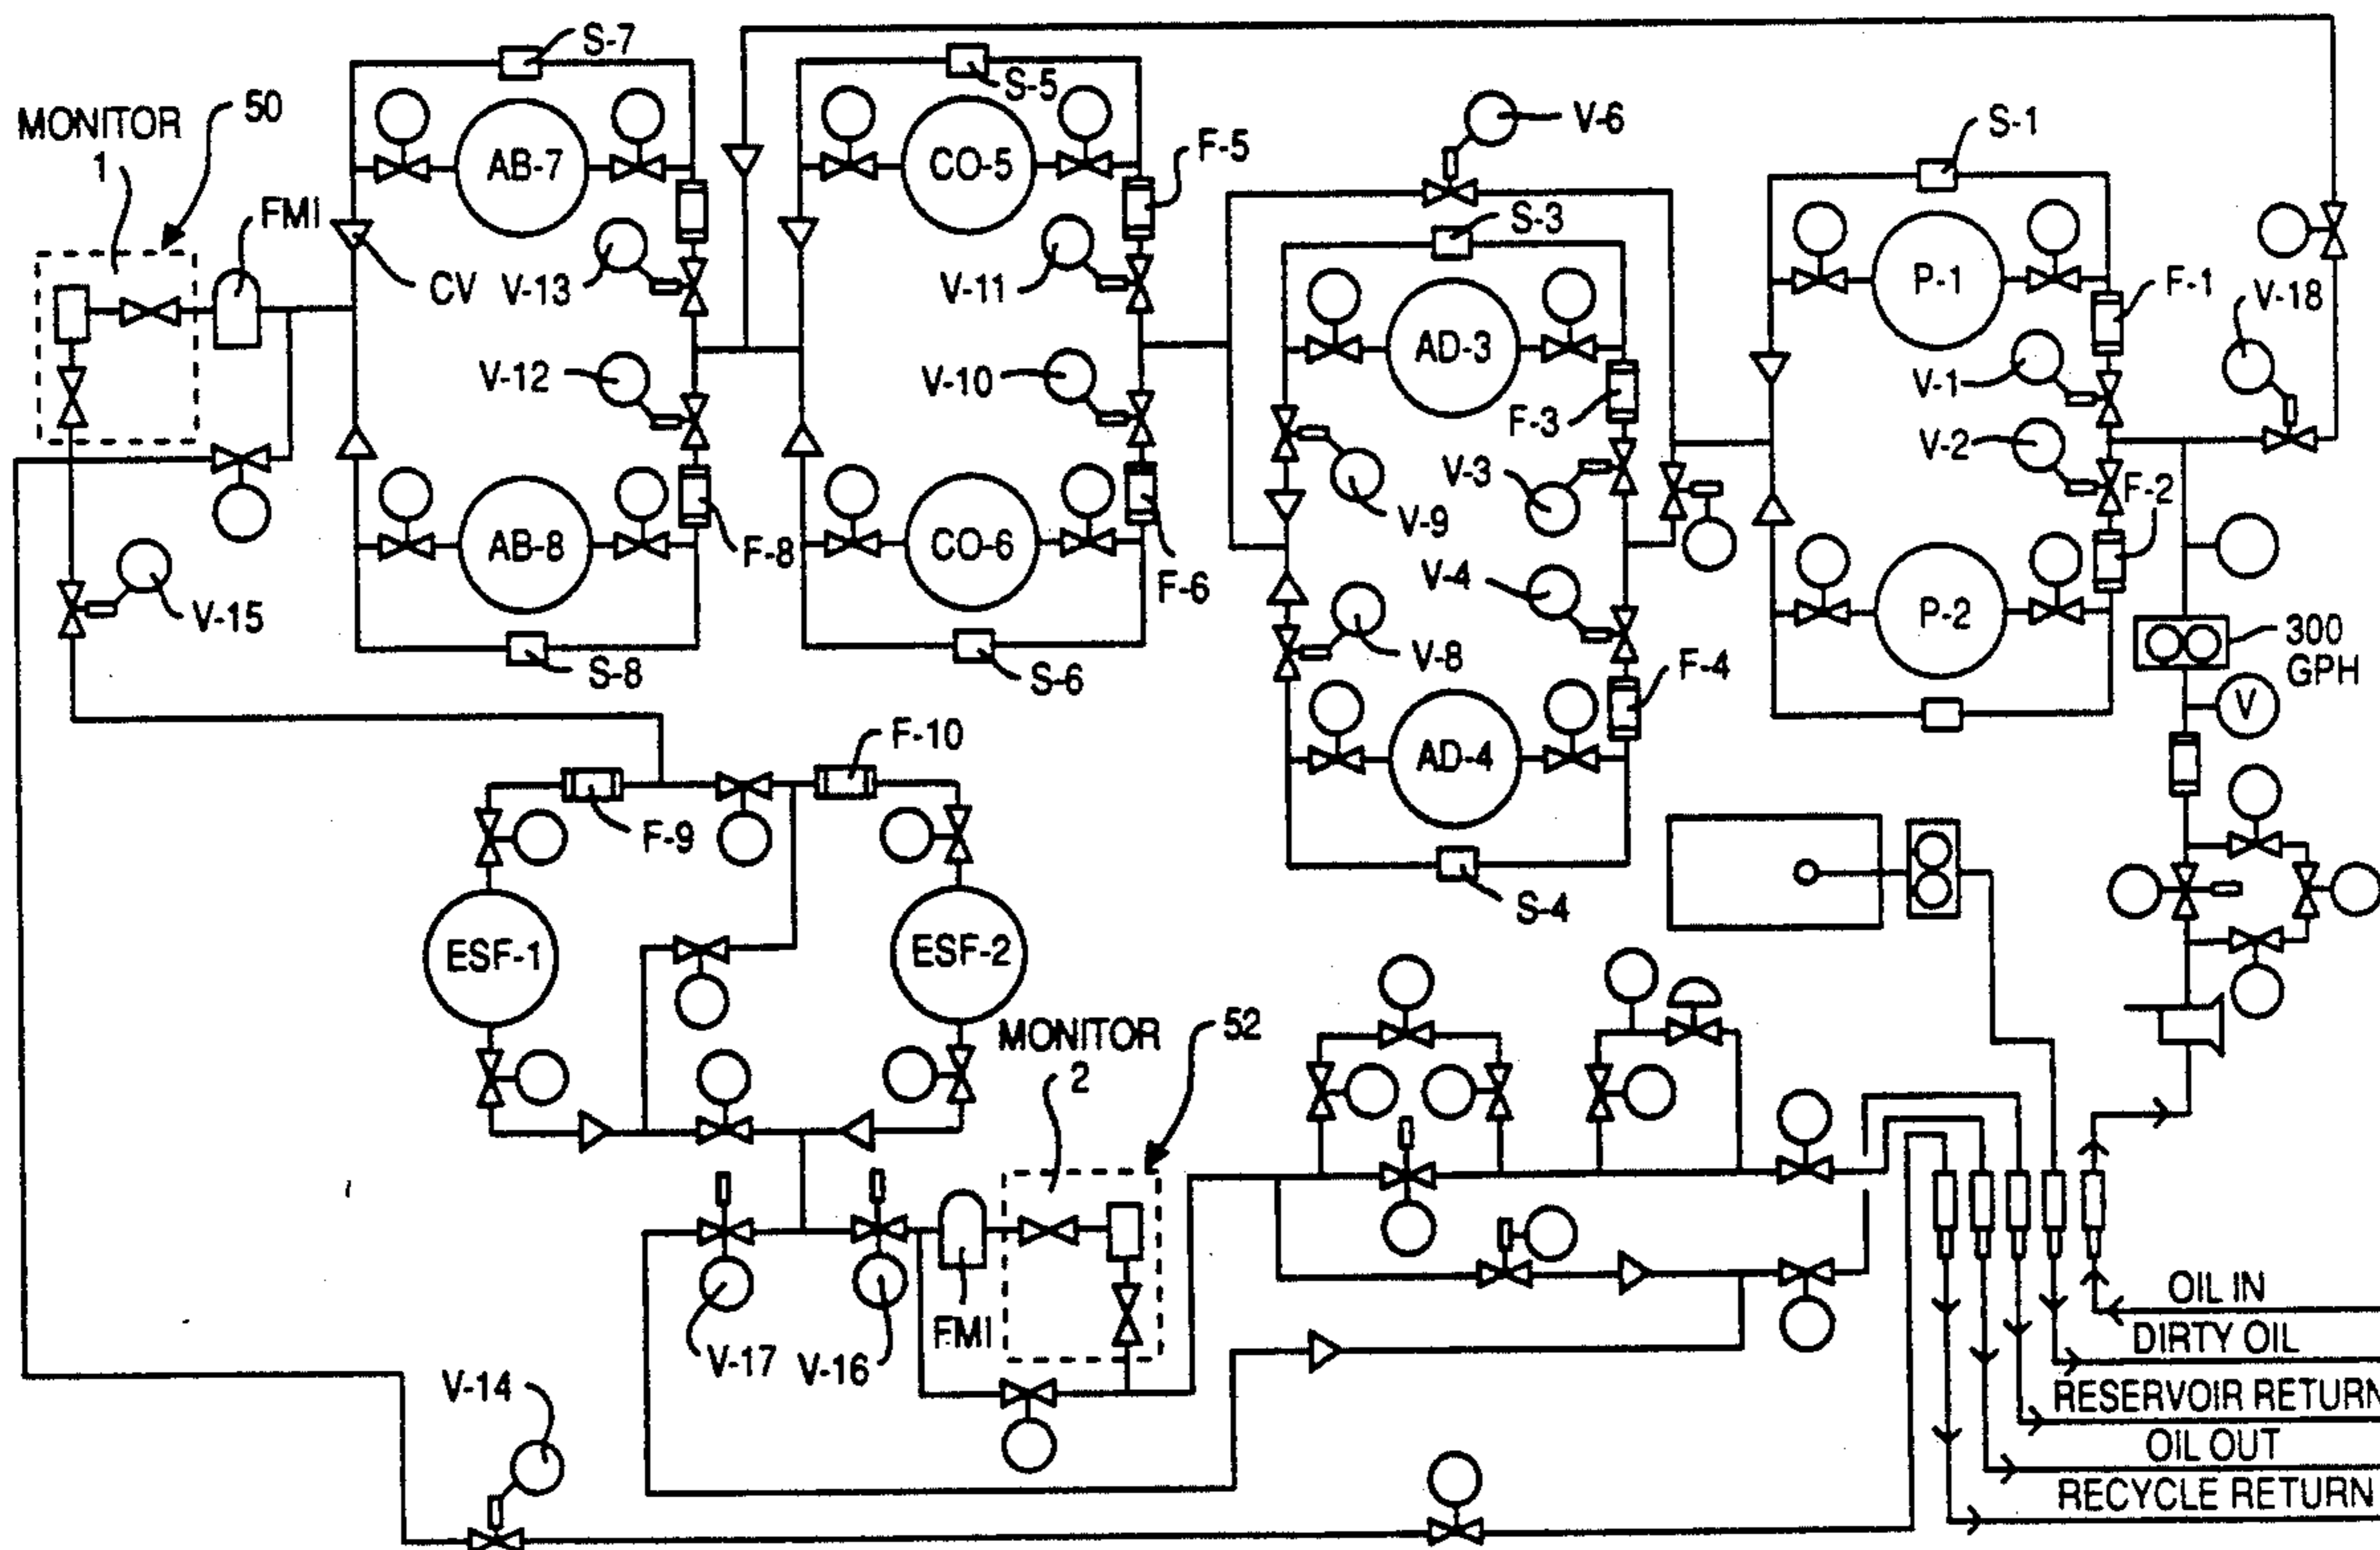 S-7
S-5
MONITOR
1
50
AB-7
CO-5
F-5
V-6
S-1
FMI
S-3
CV
V-13
V-11
P-1
F-1
V-18
V-12
V-10
AD-3
F-3
V-1
V-2
F-2
V-3
V-9
AB-8
F-8
CO-6
F-6
V-4
V-15
S-8
S-6
V-8
F-4
P-2
300
GPH
V
F-10
F-9
AD-4
S-4
ESF-1
ESF-2
MONITOR
2
52
V-17
V-16
FMI
V-14
OIL IN
DIRTY OIL
RESERVOIR RETURN
OIL OUT
RECYCLE RETURN